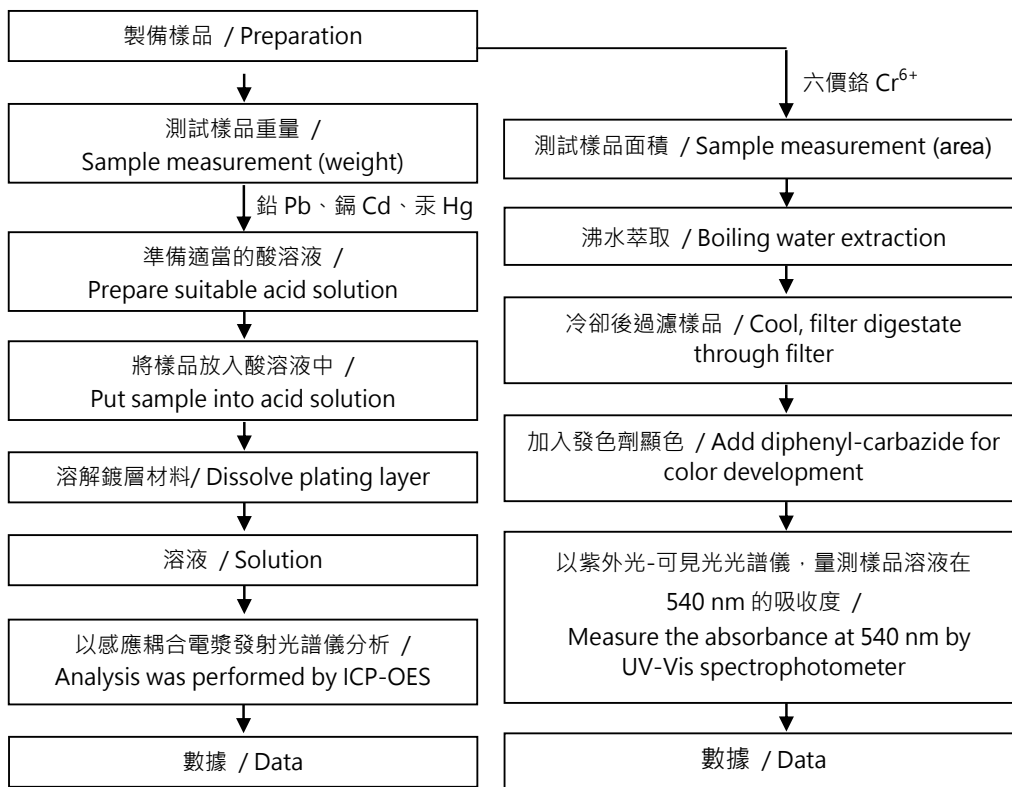 製備樣品 / Preparation
測試樣品重量 /
Sample measurement (weight)
鉛 Pb、鎘 Cd、汞 Hg
準備適當的酸溶液 /
Prepare suitable acid solution
將樣品放入酸溶液中 /
Put sample into acid solution
溶解鍍層材料/ Dissolve plating layer
溶液 / Solution
以感應耦合電漿發射光譜儀分析 /
Analysis was performed by ICP-OES
數據 / Data
六價鉻 Cr⁶⁺
測試樣品面積 / Sample measurement (area)
沸水萃取 / Boiling water extraction
冷卻後過濾樣品 / Cool, filter digestate
through filter
加入發色劑顯色 / Add diphenyl-carbazide for
color development
以紫外光-可見光光譜儀，量測樣品溶液在
540 nm 的吸收度 /
Measure the absorbance at 540 nm by
UV-Vis spectrophotometer
數據 / Data